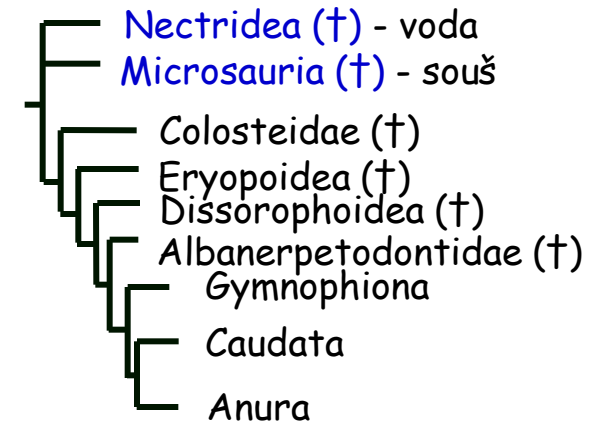 Nectridea (†) - voda
Microsauria (†) - souš
Colosteidae (†)
Eryopoidea (†)
Dissorophoidea (†)
Albanerpetodontidae (†)
Gymnophiona
Caudata
Anura